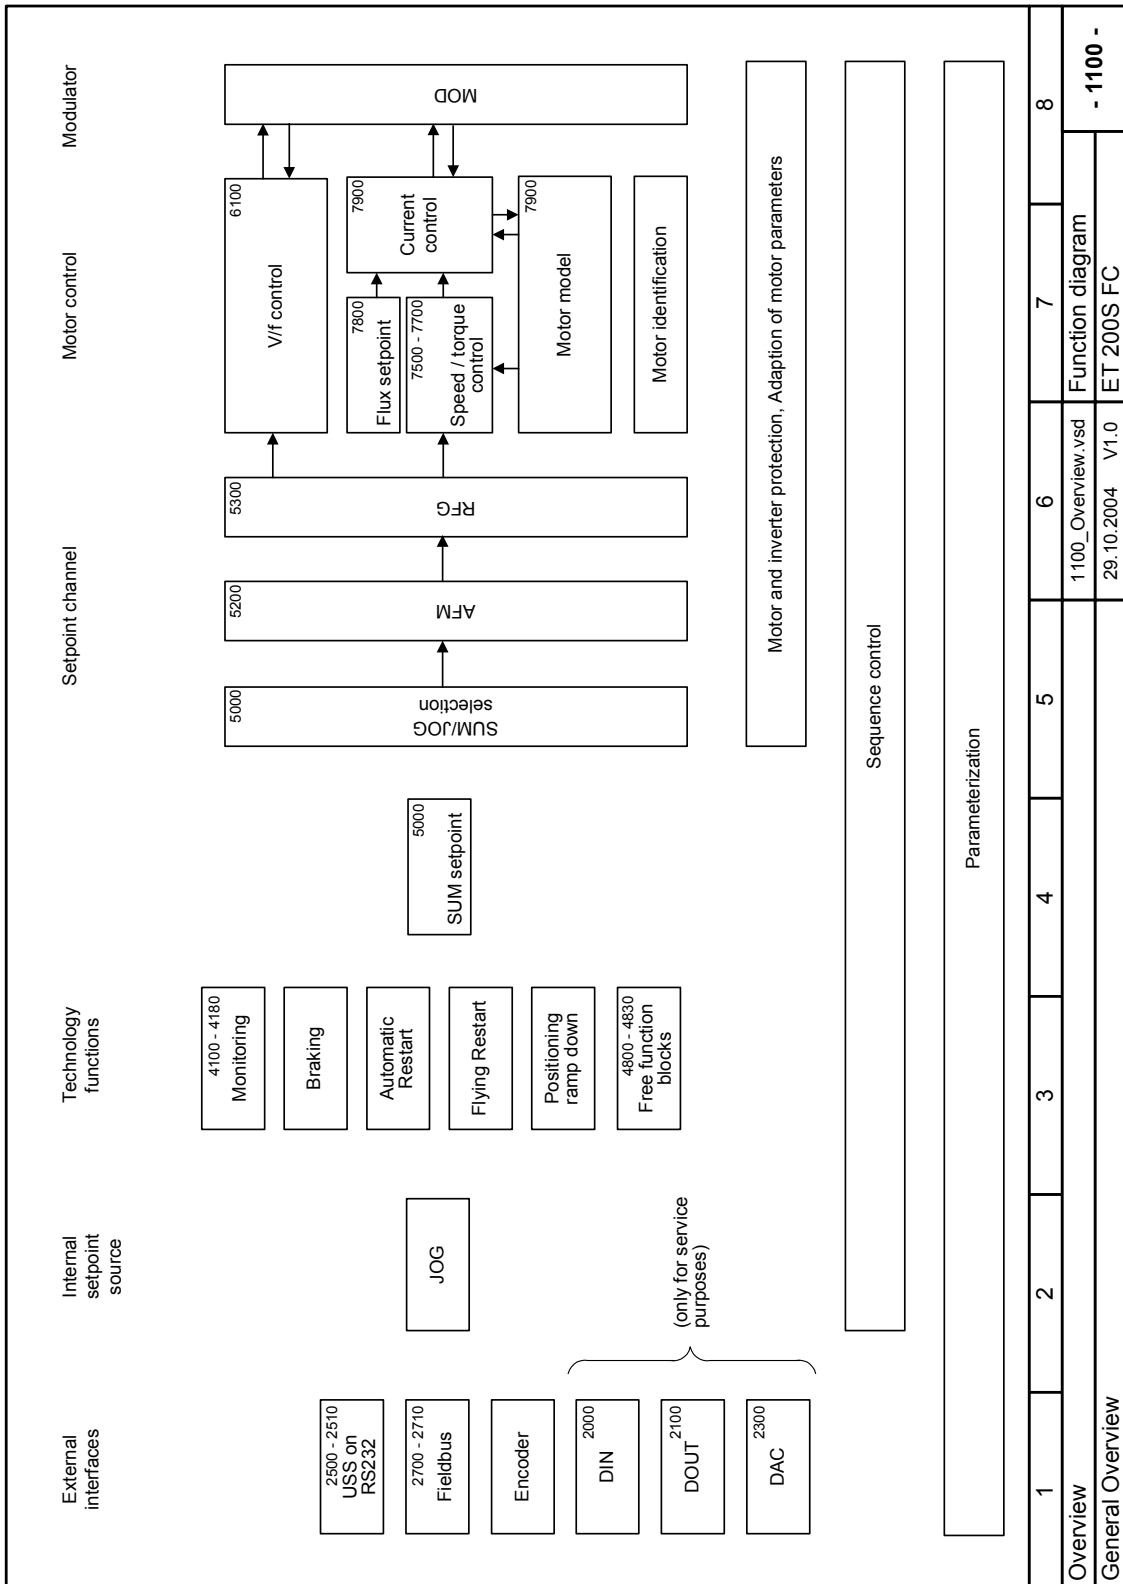 External
interfaces
Internal
setpoint
source
Technology
functions
Setpoint channel
Motor control
Modulator
2500 - 2510
USS on
RS232
2700 - 2710
Fieldbus
Encoder
2000
DIN
2100
DOUT
2300
DAC
(only for service
purposes)
JOG
4100 - 4180
Monitoring
Braking
Automatic
Restart
Flying Restart
Positioning
ramp down
4800 - 4830
Free function
blocks
5000
SUM setpoint
5000
SUM/JOG
selection
5200
AFM
5300
RFG
6100
V/f control
7800
Flux setpoint
7500 - 7700
Speed / torque
control
7900
Current
control
7900
Motor model
Motor identification
MOD
Motor and inverter protection, Adaption of motor parameters
Sequence control
Parameterization
1 2 3 4 5 6 7 8
Overview
1100_Overview.vsd
Function diagram
- 1100 -
General Overview
29.10.2004 V1.0
ET 200S FC